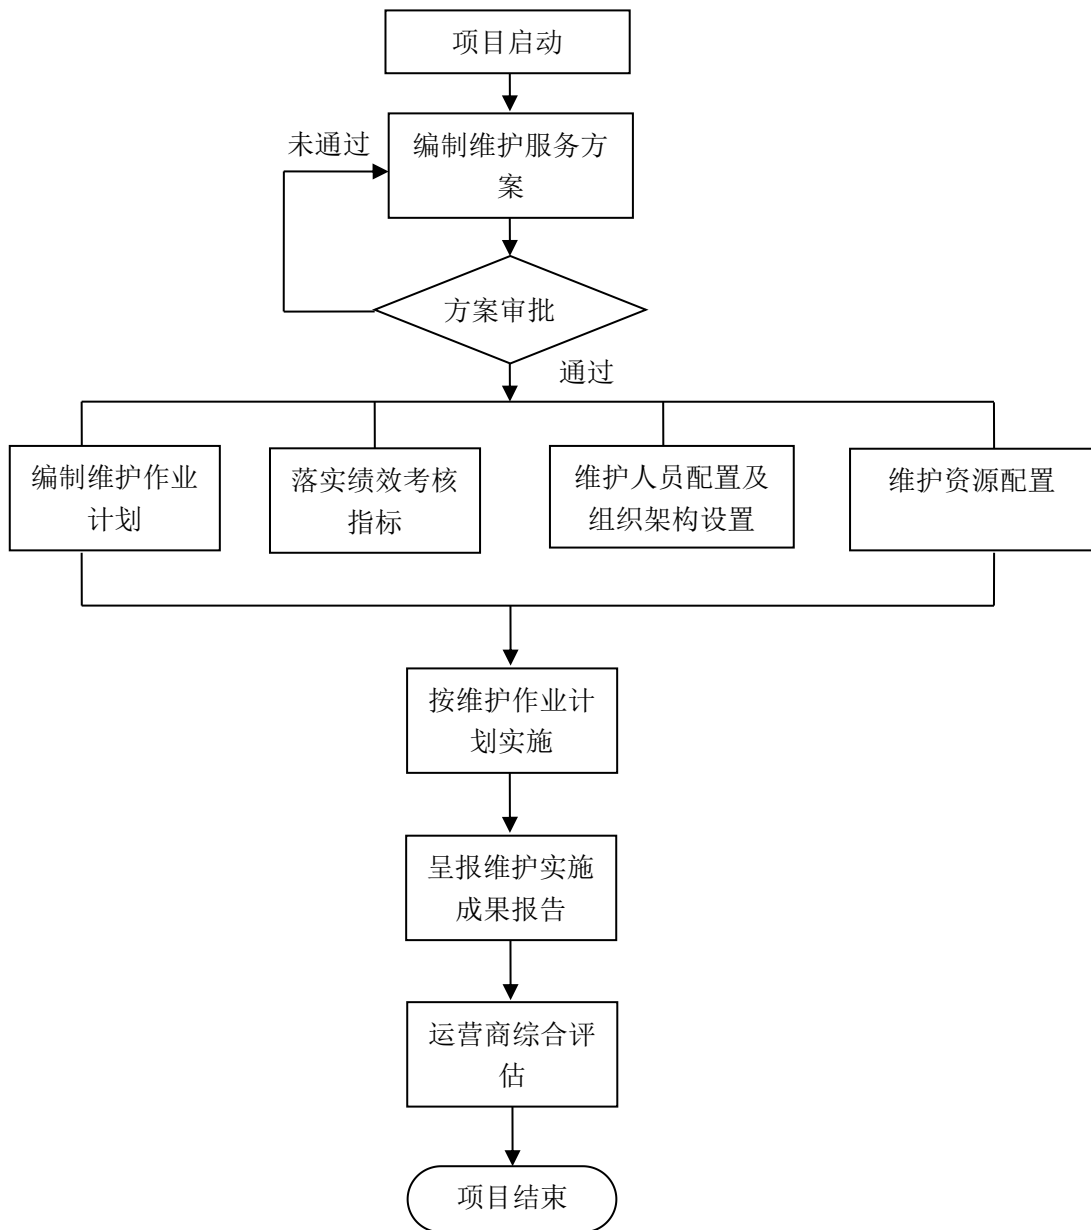 项目启动
未通过
编制维护服务方
案
方案审批
通过
编制维护作业
计划
落实绩效考核
指标
维护人员配置及
组织架构设置
维护资源配置
按维护作业计
划实施
呈报维护实施
成果报告
运营商综合评
估
项目结束